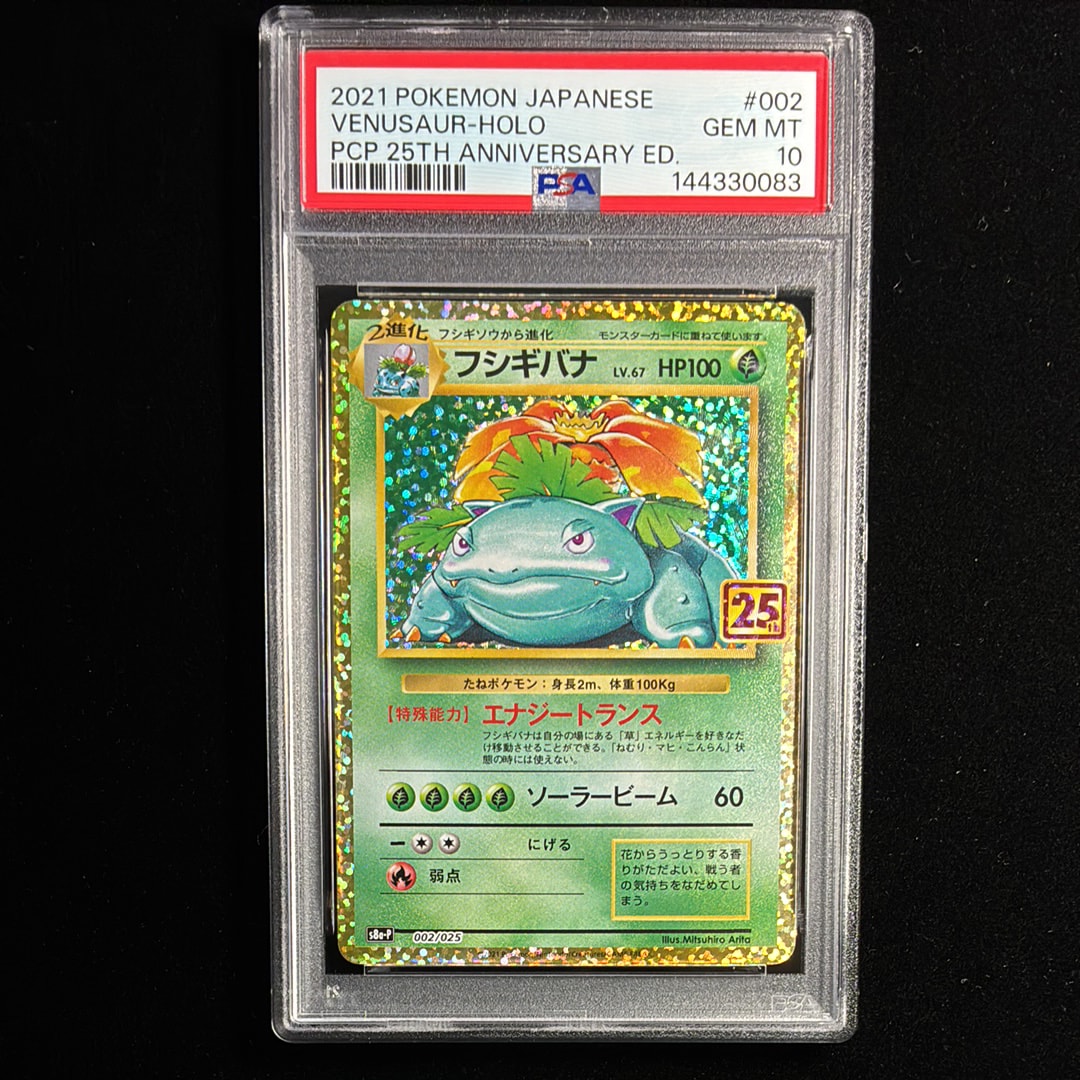 2021 POKEMON JAPANESE #002
VENUSAUR-HOLO GEM MT
PCP 25TH ANNIVERSARY ED. 10
PSA 144330083
2進化 フシギソウから進化 モンスターカードに重ねて使います。
フシギバナ LV.67 HP100
25th
たねポケモン：身長2m、体重100Kg
【特殊能力】 エナジートランス
フシギバナは自分の場にある「草」エネルギーを好きなだ
け移動させることができる。「ねむり・マヒ・こんらん」状
態の時には使えない。
ソーラービーム 60
ー にげる
弱点
花からうっとりする香
りがただよい、戦う者
の気持ちをなだめてし
まう。
s8a-P 002/025 Illus.Mitsuhiro Arita
PSA